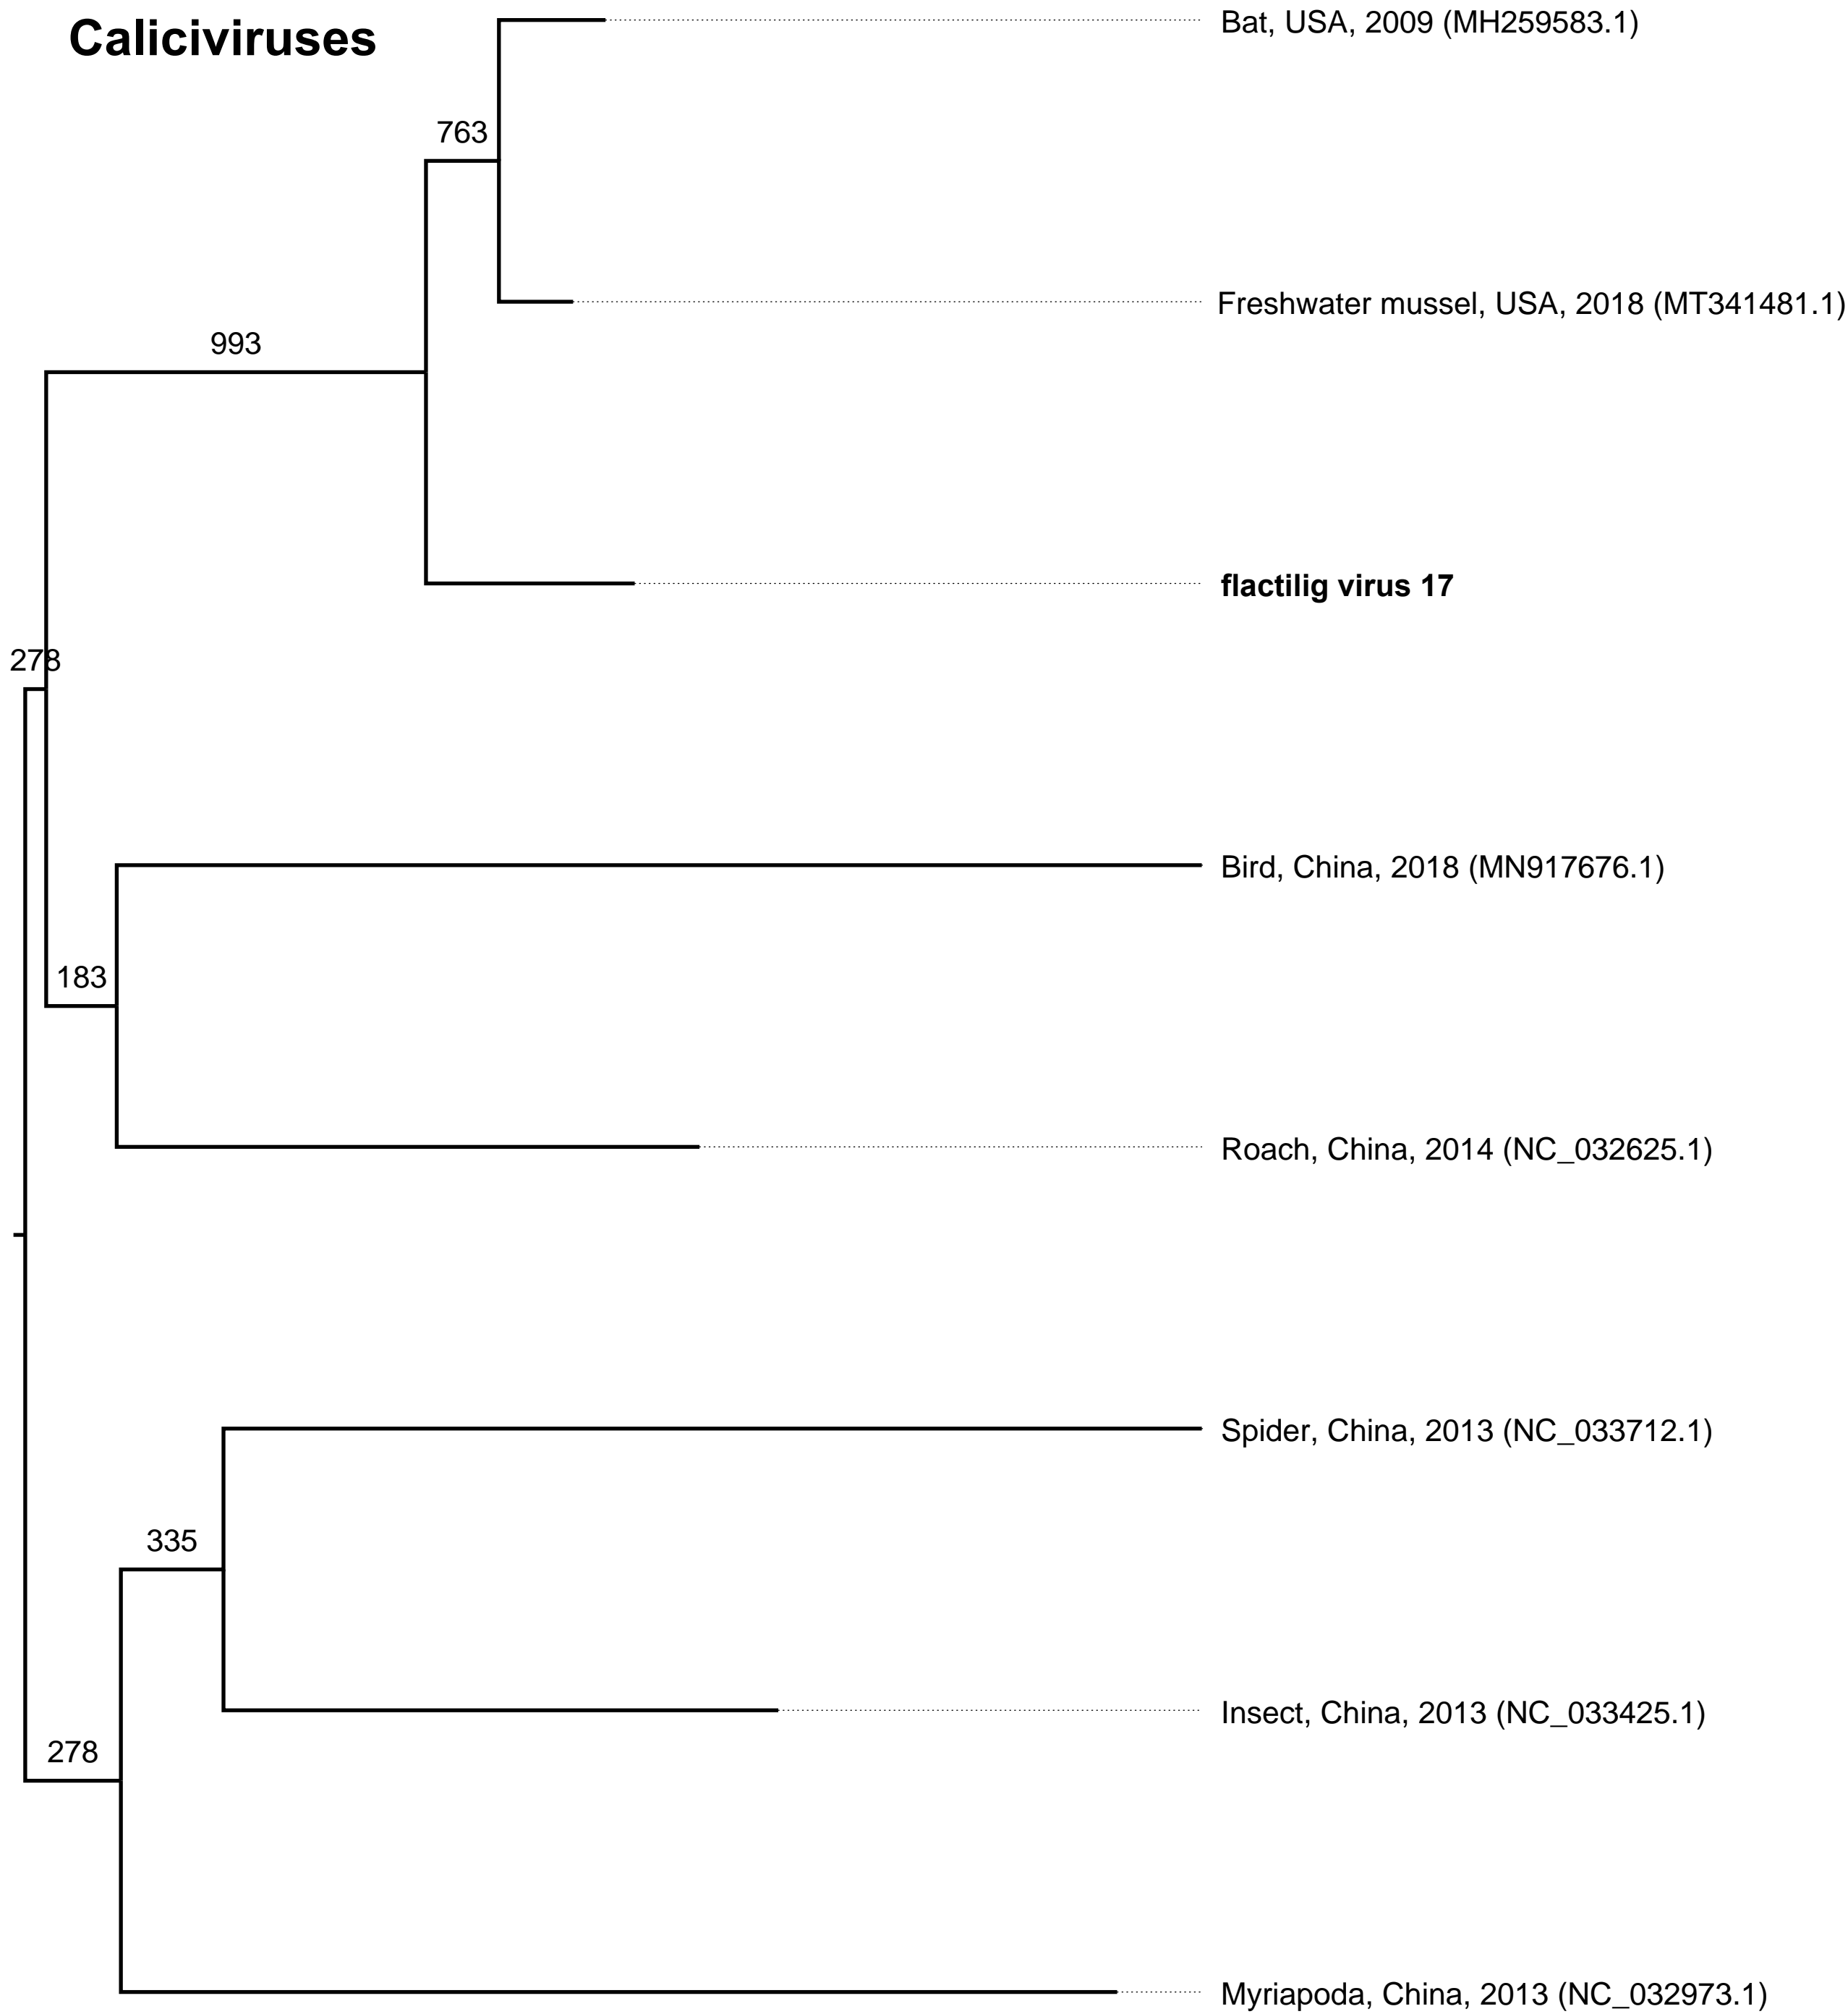 Caliciviruses
Bat, USA, 2009 (MH259583.1)
763
Freshwater mussel, USA, 2018 (MT341481.1)
993
flactilig virus 17
278
Bird, China, 2018 (MN917676.1)
183
Roach, China, 2014 (NC_032625.1)
Spider, China, 2013 (NC_033712.1)
335
Insect, China, 2013 (NC_033425.1)
278
Myriapoda, China, 2013 (NC_032973.1)